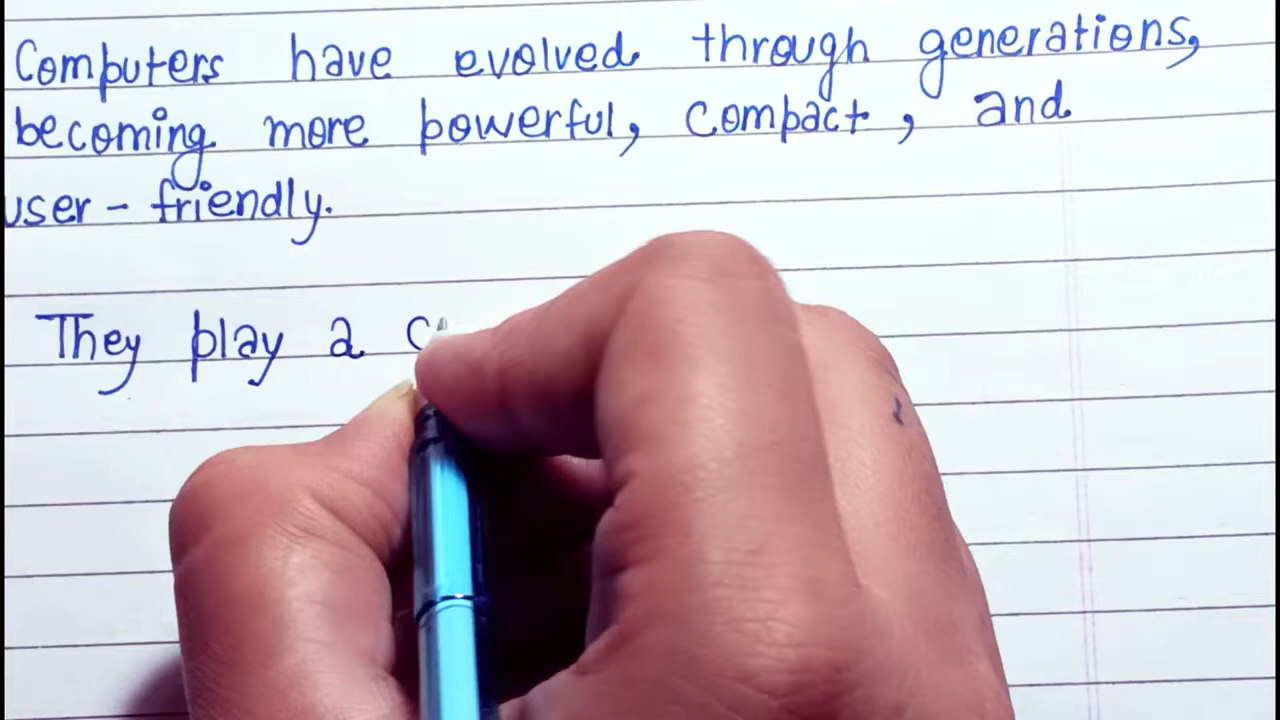 Computers have evolved through generations,
becoming more powerful, compact, and
user - friendly.
They play a